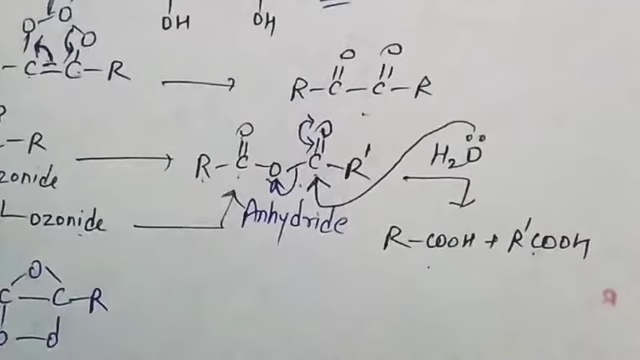 OH OH
O O O
C=C-R
O O
R-C-C-R
-R
zonide
O O
R-C-O-C-R'
H2O
L-ozonide
Anhydride
R-COOH + R'COOH
O
C-C-R
O-O